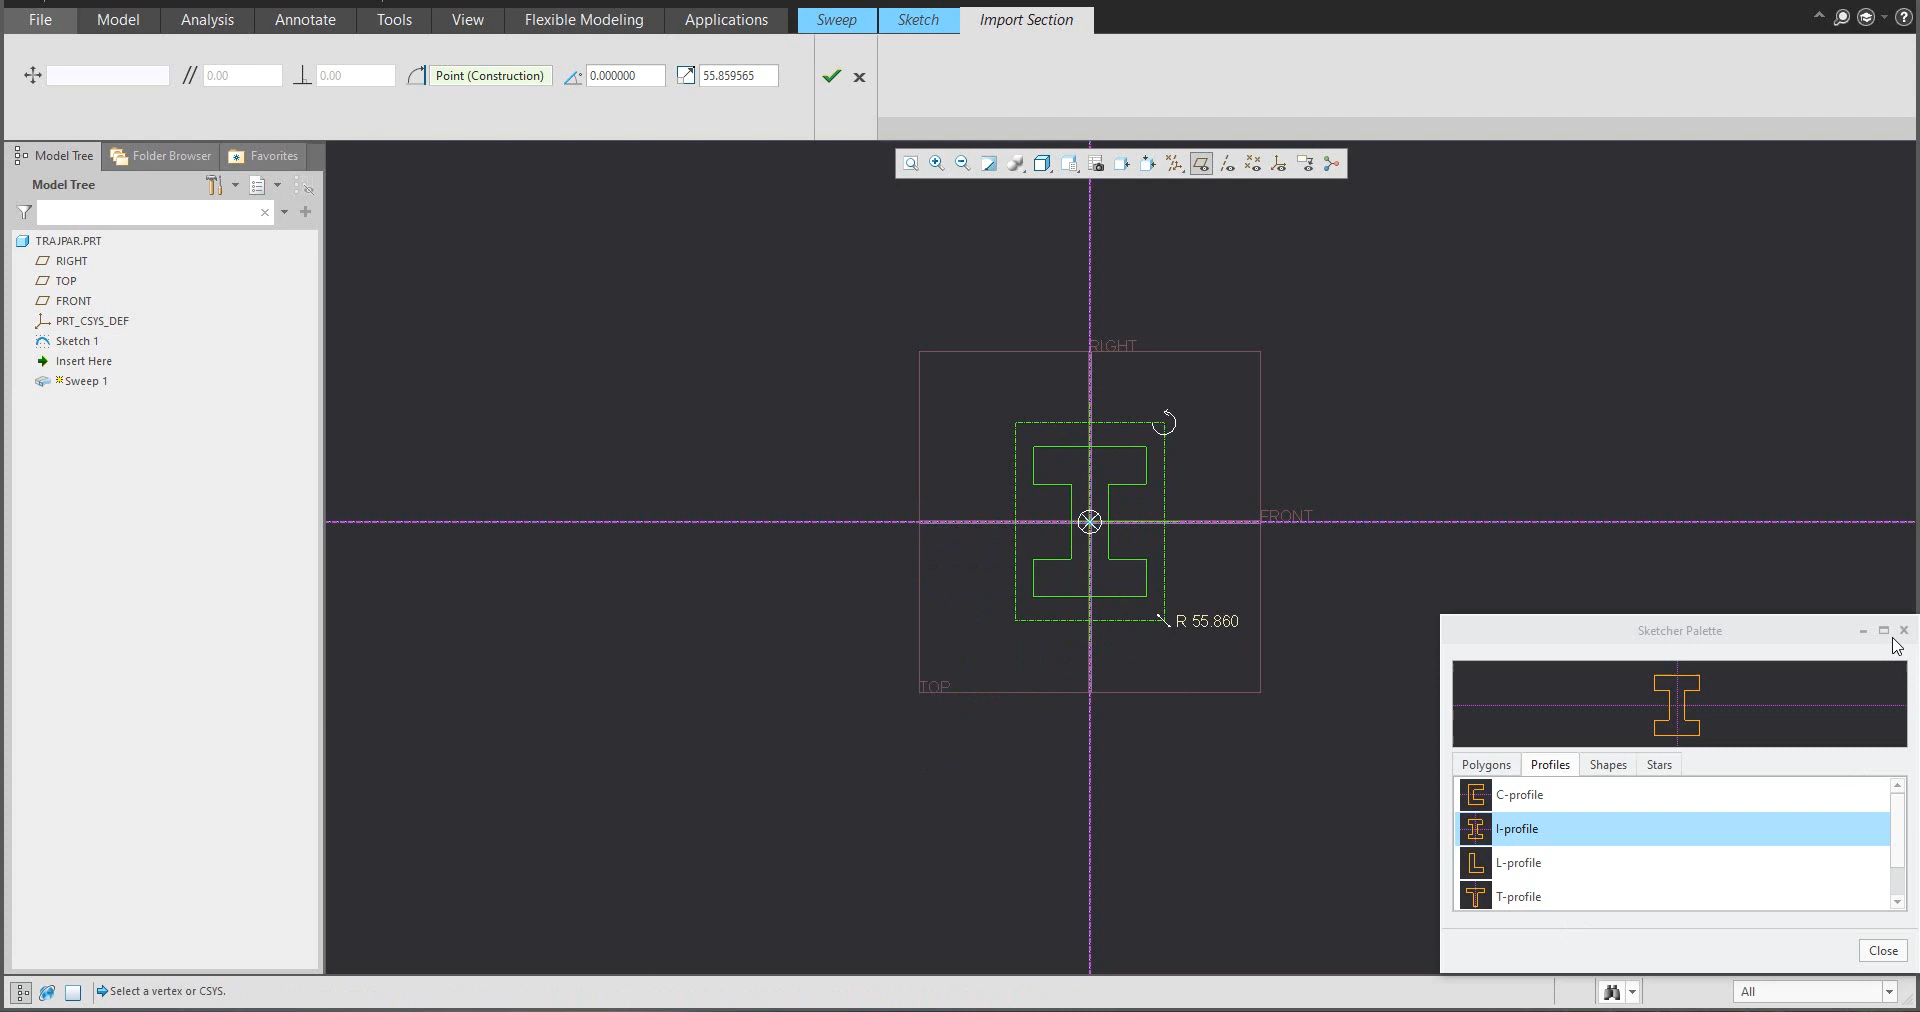 File Model Analysis Annotate Tools View Flexible Modeling Applications Sweep Sketch Import Section
0.00 0.00 Point (Construction) 0.000000 55.859565
Model Tree Folder Browser Favorites
Model Tree
TRAJPAR.PRT
RIGHT
TOP
FRONT
PRT_CSYS_DEF
Sketch 1
Insert Here
Sweep 1
RIGHT
FRONT
R 55.860
TOP
Sketcher Palette
Polygons Profiles Shapes Stars
C-profile
I-profile
L-profile
T-profile
Close
Select a vertex or CSYS.
All